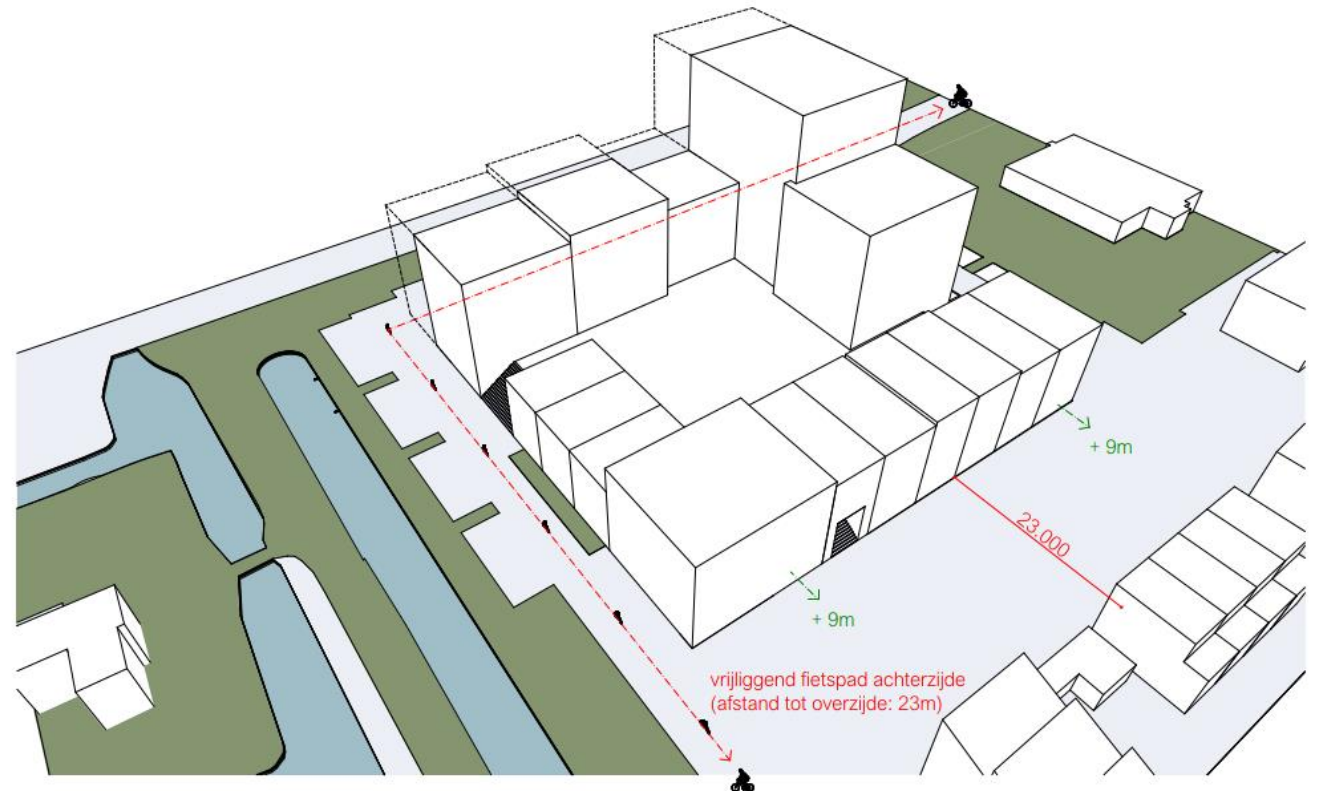 + 9m
23.000
+ 9m
vrijliggend fietspad achterzijde
(afstand tot overzijde: 23m)